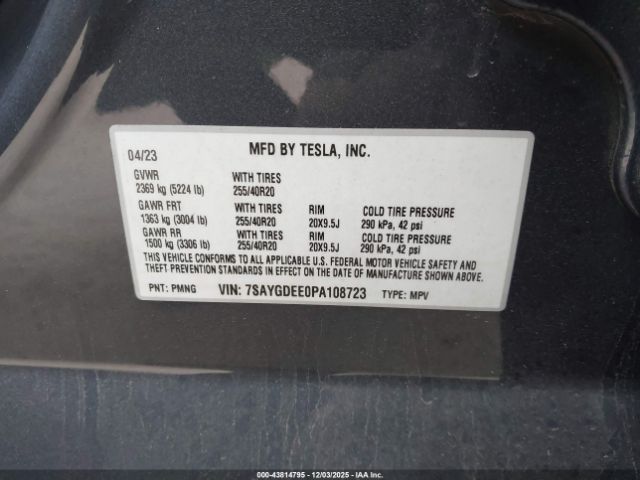 04/23 MFD BY TESLA, INC.
GVWR WITH TIRES
2369 kg (5224 lb) 255/40R20
GAWR FRT WITH TIRES RIM COLD TIRE PRESSURE
1363 kg (3004 lb) 255/40R20 20X9.5J 290 kPa, 42 psi
GAWR RR WITH TIRES RIM COLD TIRE PRESSURE
1500 kg (3306 lb) 255/40R20 20X9.5J 290 kPa, 42 psi
THIS VEHICLE CONFORMS TO ALL APPLICABLE U.S. FEDERAL MOTOR VEHICLE SAFETY AND
THEFT PREVENTION STANDARDS IN EFFECT ON THE DATE OF MANUFACTURE SHOWN ABOVE.
PNT: PMNG VIN: 7SAYGDEE0PA108723 TYPE: MPV
000-43814795 - 12/03/2025 - IAA Inc.